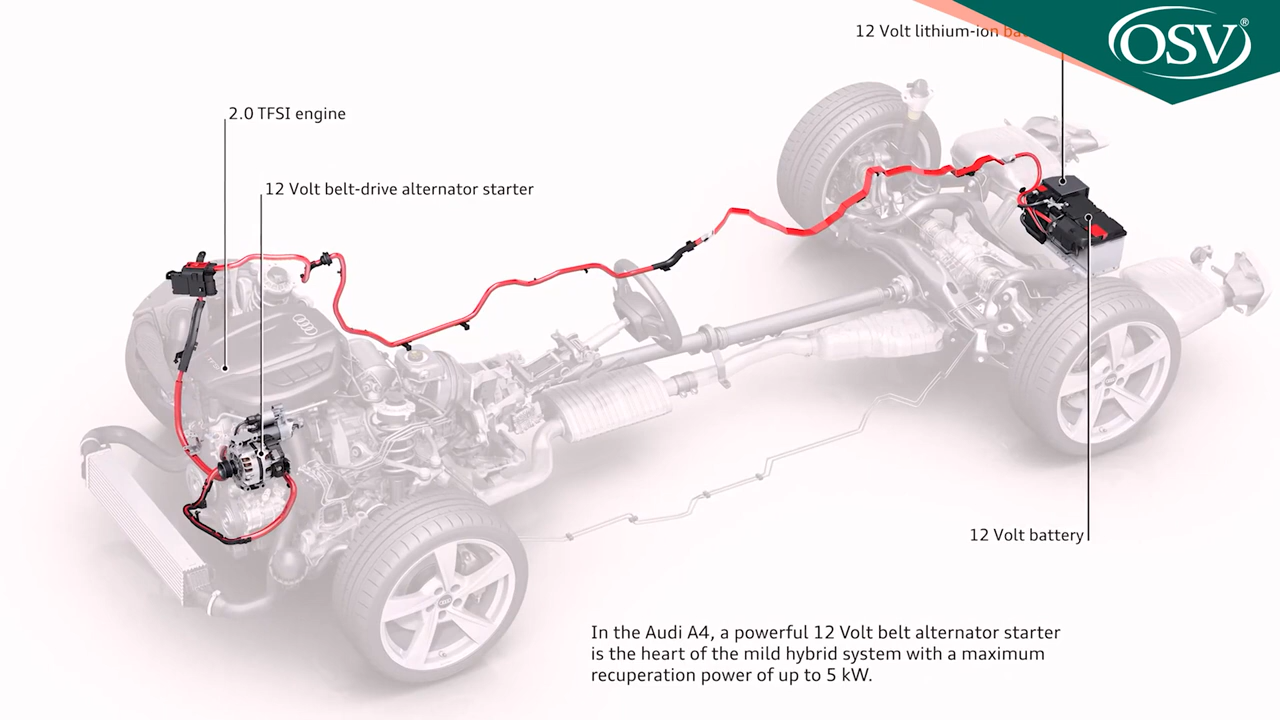 12 Volt lithium-ion
OSV®
2.0 TFSI engine
12 Volt belt-drive alternator starter
12 Volt battery
In the Audi A4, a powerful 12 Volt belt alternator starter
is the heart of the mild hybrid system with a maximum
recuperation power of up to 5 kW.